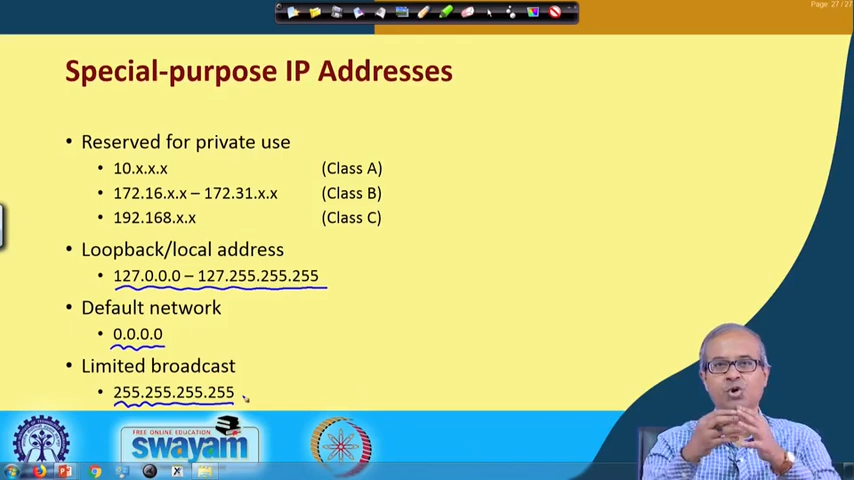 Page: 27 / 27
Special-purpose IP Addresses
• Reserved for private use
• 10.x.x.x (Class A)
• 172.16.x.x – 172.31.x.x (Class B)
• 192.168.x.x (Class C)
• Loopback/local address
• 127.0.0.0 – 127.255.255.255
• Default network
• 0.0.0.0
• Limited broadcast
• 255.255.255.255
FREE ONLINE EDUCATION
swayam